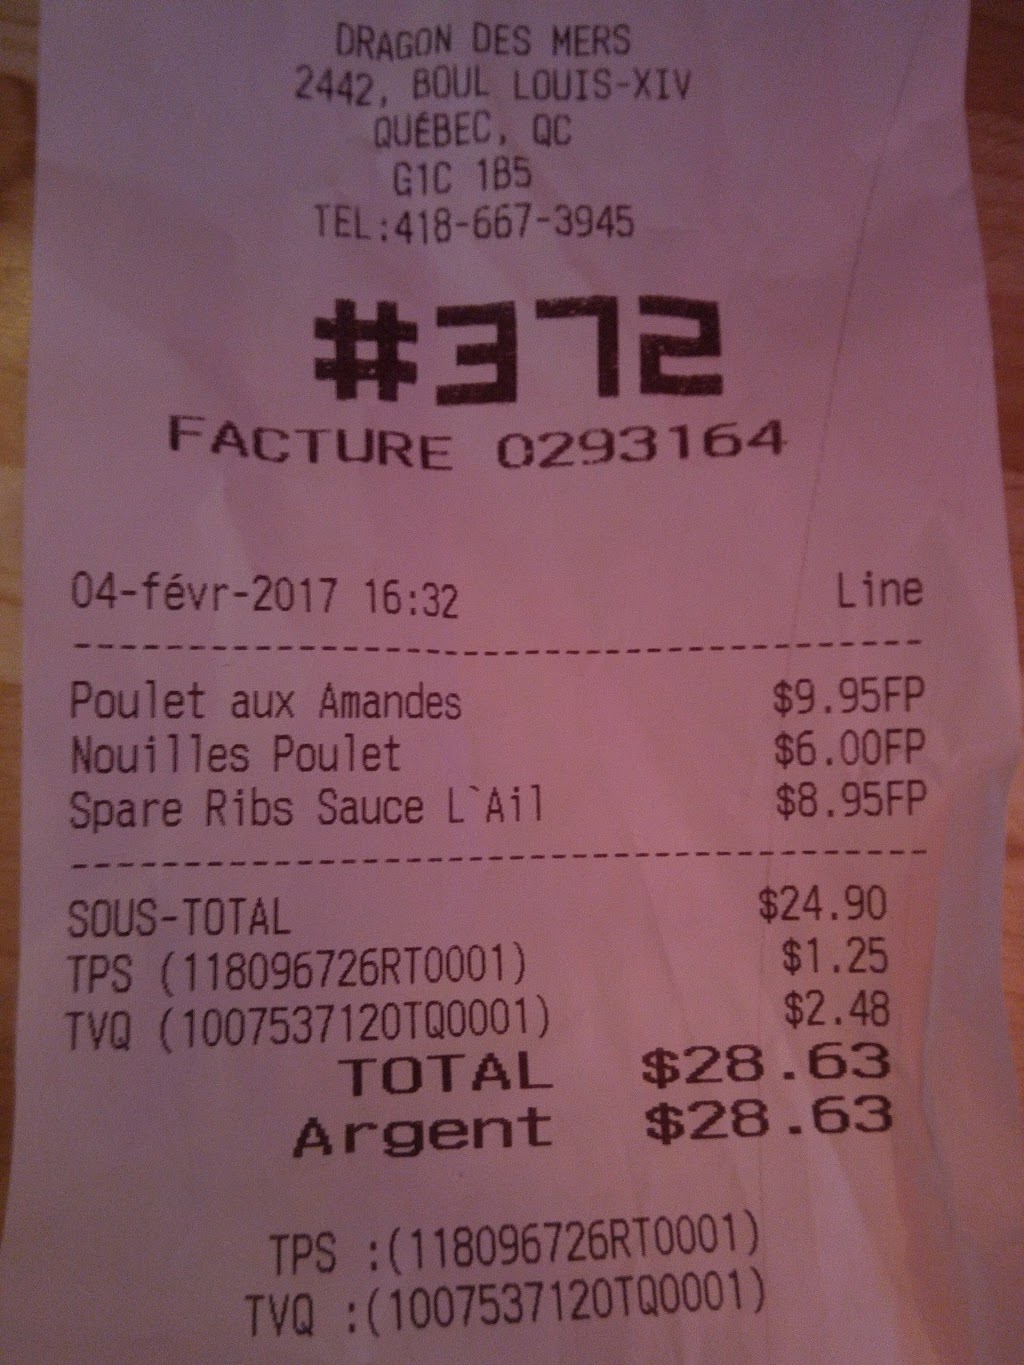 DRAGON DES MERS
2442, BOUL LOUIS-XIV
QUÉBEC, QC
G1C 1B5
TEL:418-667-3945
#372
FACTURE 0293164
04-févr-2017 16:32 Line
Poulet aux Amandes $9.95FP
Nouilles Poulet $6.00FP
Spare Ribs Sauce L`Ail $8.95FP
SOUS-TOTAL $24.90
TPS (118096726RT0001) $1.25
TVQ (1007537120TQ0001) $2.48
TOTAL $28.63
Argent $28.63
TPS :(118096726RT0001)
TVQ :(1007537120TQ0001)